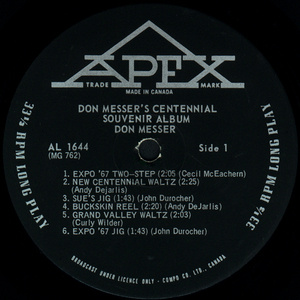 APEX
TRADE MARK
MADE IN CANADA
DON MESSER'S CENTENNIAL
SOUVENIR ALBUM
DON MESSER
AL 1644
(MG 762)
Side 1
33⅓ RPM LONG PLAY
33⅓ RPM LONG PLAY
1. EXPO '67 TWO-STEP (2:05 (Cecil McEachern)
2. NEW CENTENNIAL WALTZ (2:25)
(Andy Dejarlis)
3. SUE'S JIG (1:43) (John Durocher)
4. BUCKSKIN REEL (2:20) (Andy DeJarlis)
5. GRAND VALLEY WALTZ (2:03)
(Curly Wilder)
6. EXPO '67 JIG (1:43) (John Durocher)
BROADCAST UNDER LICENCE ONLY - COMPO CO. LTD., CANADA